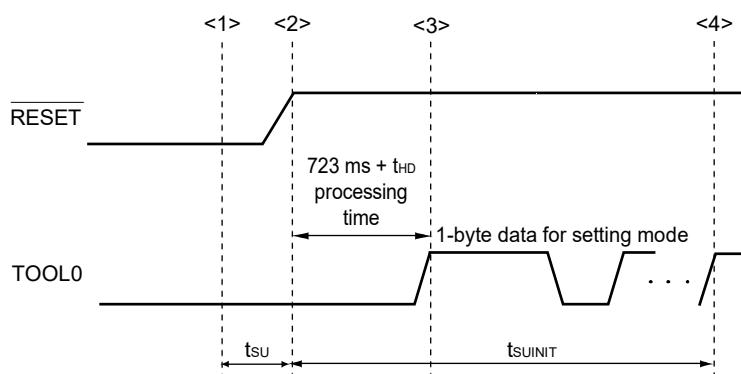 <1> <2> <3> <4>
RESET
723 ms + tHD
processing
time
1-byte data for setting mode
TOOL0
. . .
tSU tSUINIT